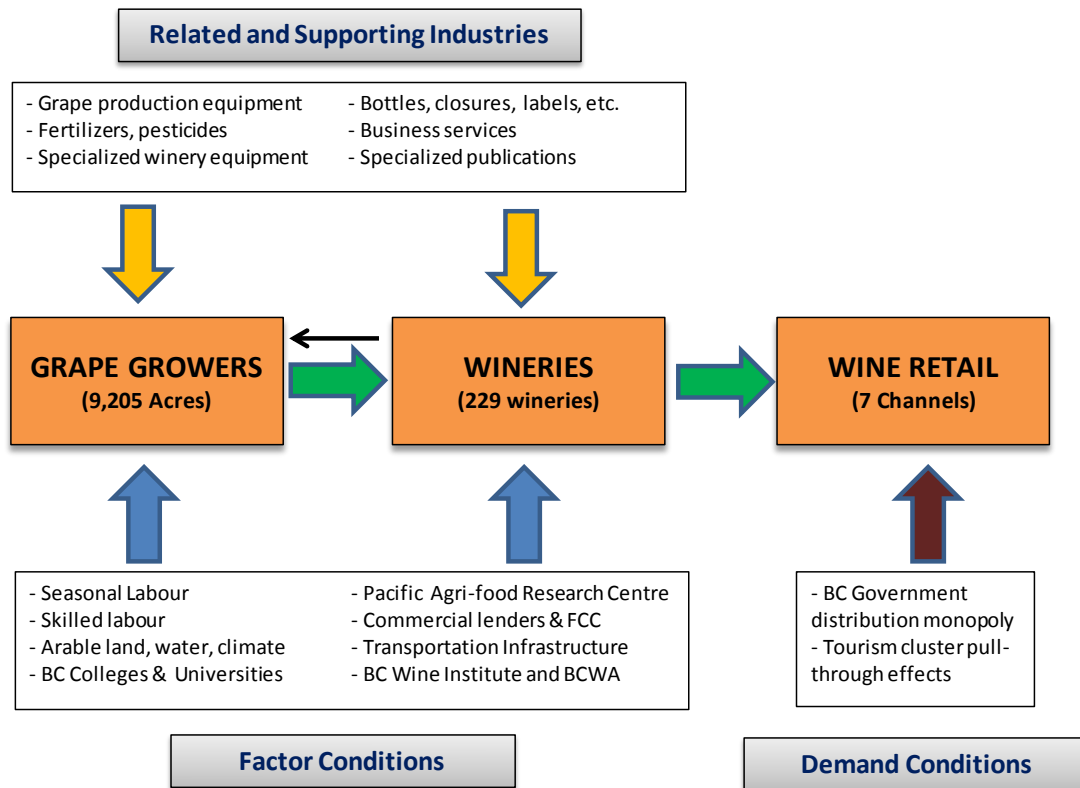 Related and Supporting Industries
- Grape production equipment
- Fertilizers, pesticides
- Specialized winery equipment
- Bottles, closures, labels, etc.
- Business services
- Specialized publications
GRAPE GROWERS
(9,205 Acres)
WINERIES
(229 wineries)
WINE RETAIL
(7 Channels)
- Seasonal Labour
- Skilled labour
- Arable land, water, climate
- BC Colleges & Universities
- Pacific Agri-food Research Centre
- Commercial lenders & FCC
- Transportation Infrastructure
- BC Wine Institute and BCWA
- BC Government
distribution monopoly
- Tourism cluster pull-
through effects
Factor Conditions
Demand Conditions